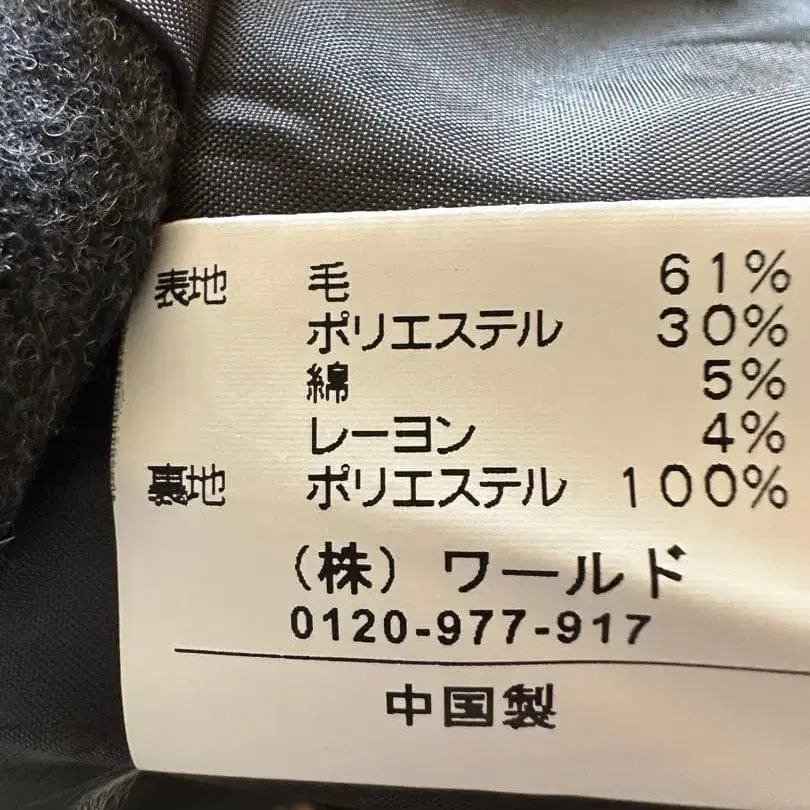 表地 毛 61%
ポリエステル 30%
綿 5%
レーヨン 4%
裏地 ポリエステル 100%
(株) ワールド
0120-977-917
中国製